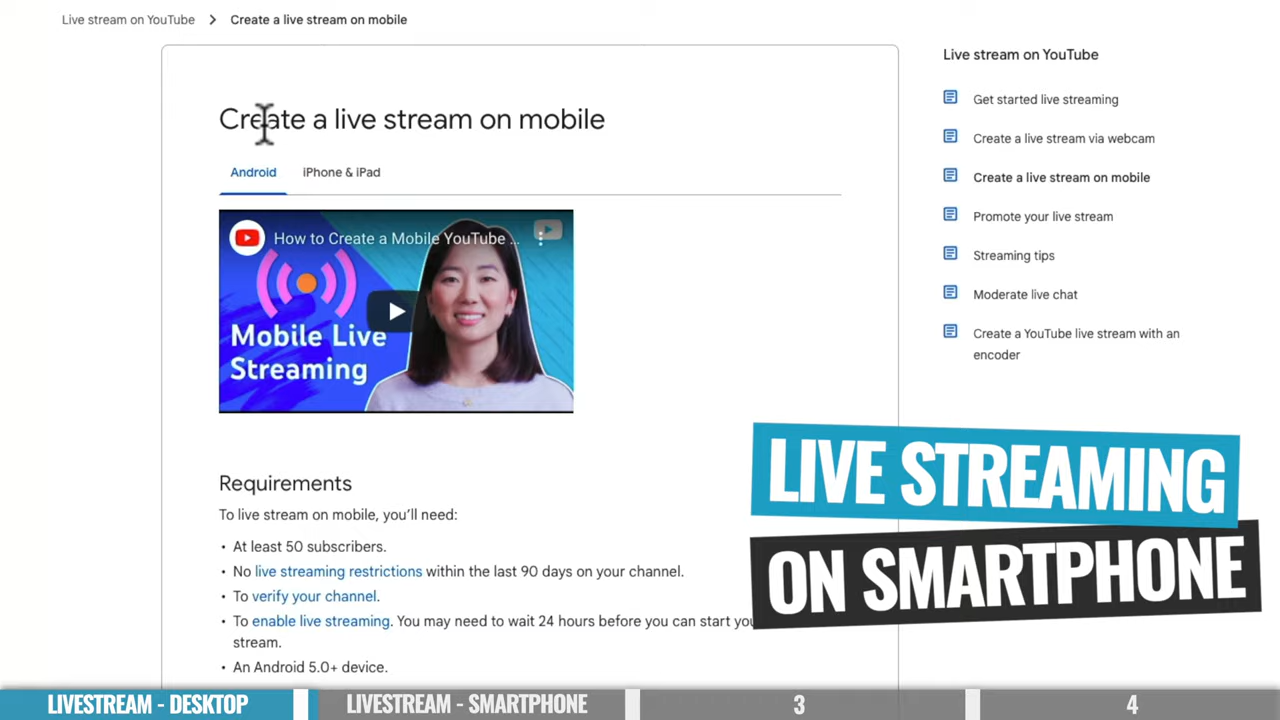 Live stream on YouTube > Create a live stream on mobile
Create a live stream on mobile
Android iPhone & iPad
How to Create a Mobile YouTube ...
Mobile Live
Streaming
Requirements
To live stream on mobile, you'll need:
• At least 50 subscribers.
• No live streaming restrictions within the last 90 days on your channel.
• To verify your channel.
• To enable live streaming. You may need to wait 24 hours before you can start
stream.
• An Android 5.0+ device.
Live stream on YouTube
Get started live streaming
Create a live stream via webcam
Create a live stream on mobile
Promote your live stream
Streaming tips
Moderate live chat
Create a YouTube live stream with an
encoder
LIVE STREAMING
ON SMARTPHONE
LIVESTREAM - DESKTOP
LIVESTREAM - SMARTPHONE
3
4